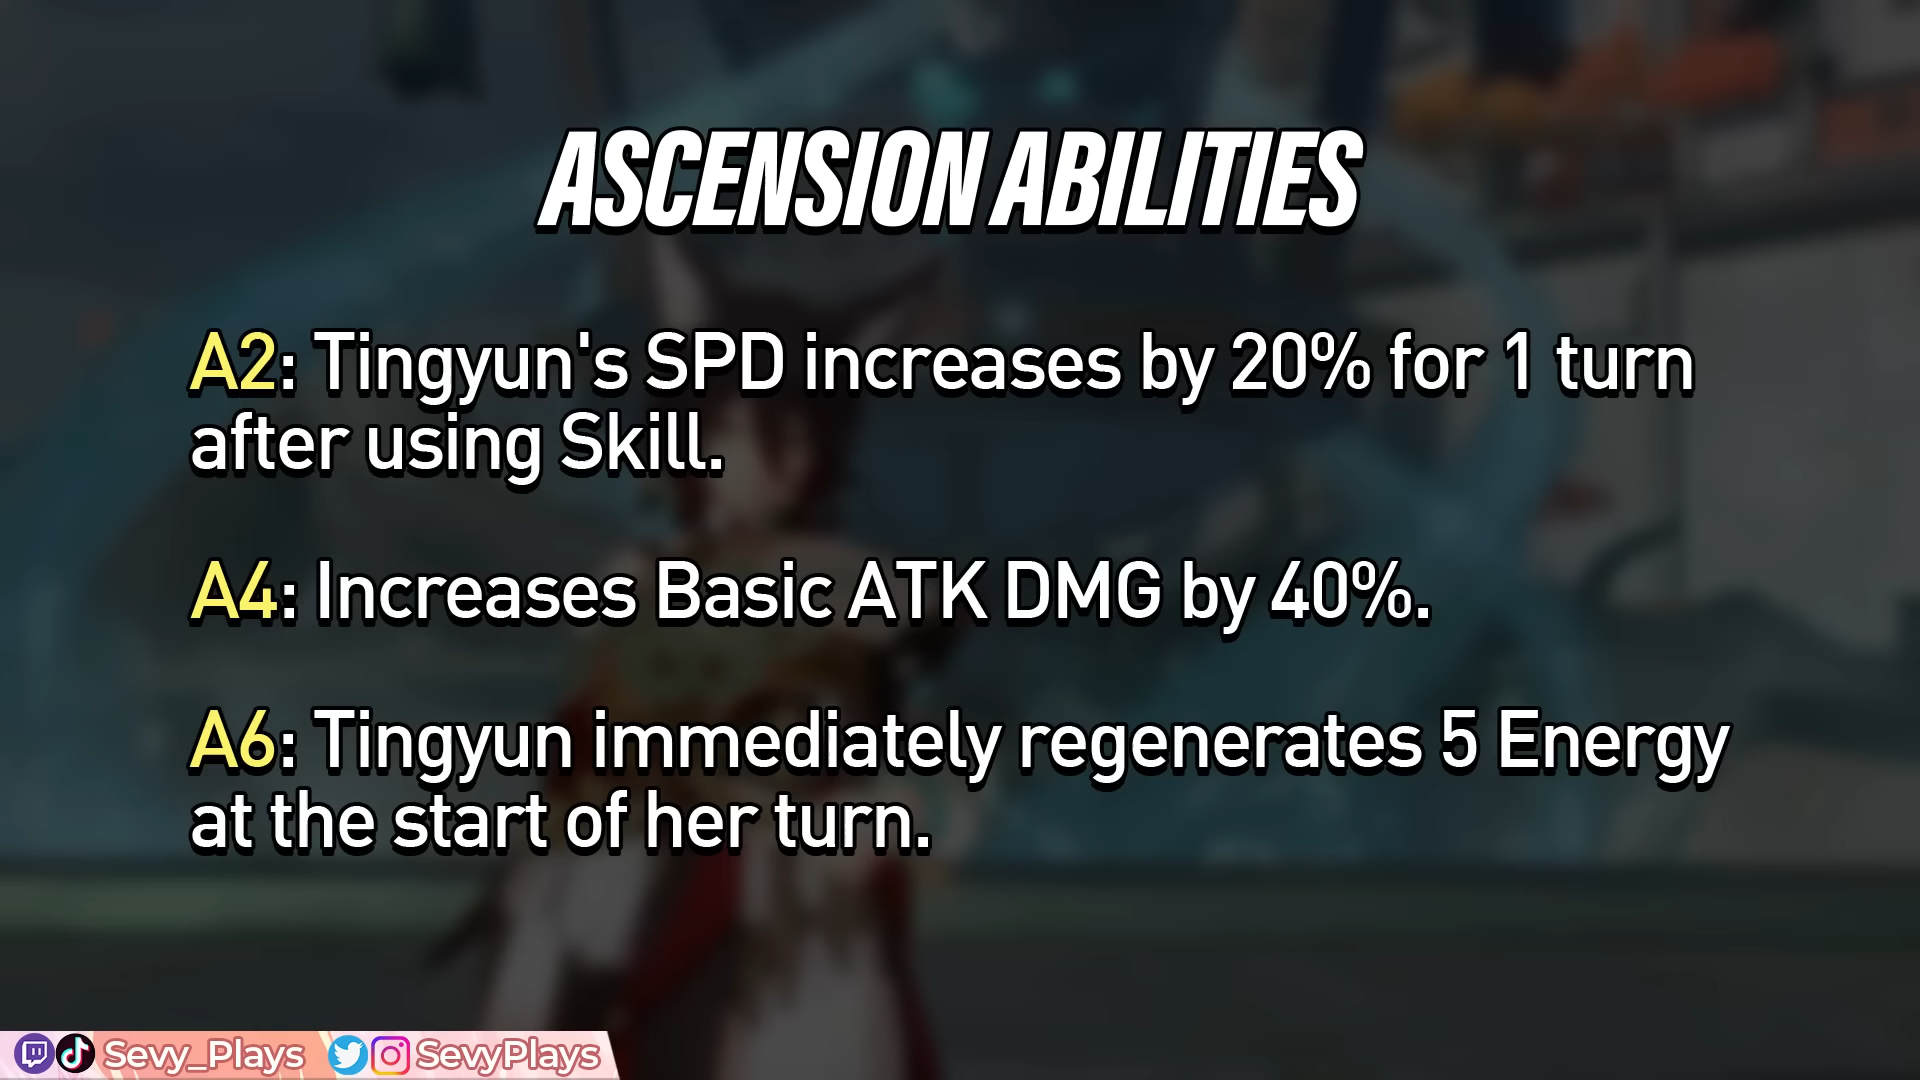 ASCENSION ABILITIES
A2: Tingyun's SPD increases by 20% for 1 turn
after using Skill.
A4: Increases Basic ATK DMG by 40%.
A6: Tingyun immediately regenerates 5 Energy
at the start of her turn.
Sevy_Plays SevyPlays